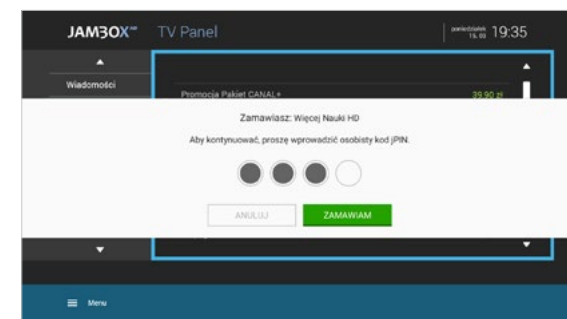 JAMBOX
TV Panel
poniedziałek
19:35
Wiadomości
Promocja Pakiet CANAL+
39.90 zł
Zamawiasz: Więcej Nauki HD
Aby kontynuować, proszę wprowadzić osobisty kod jPIN.
ANULUJ
ZAMAWIAM
Menu